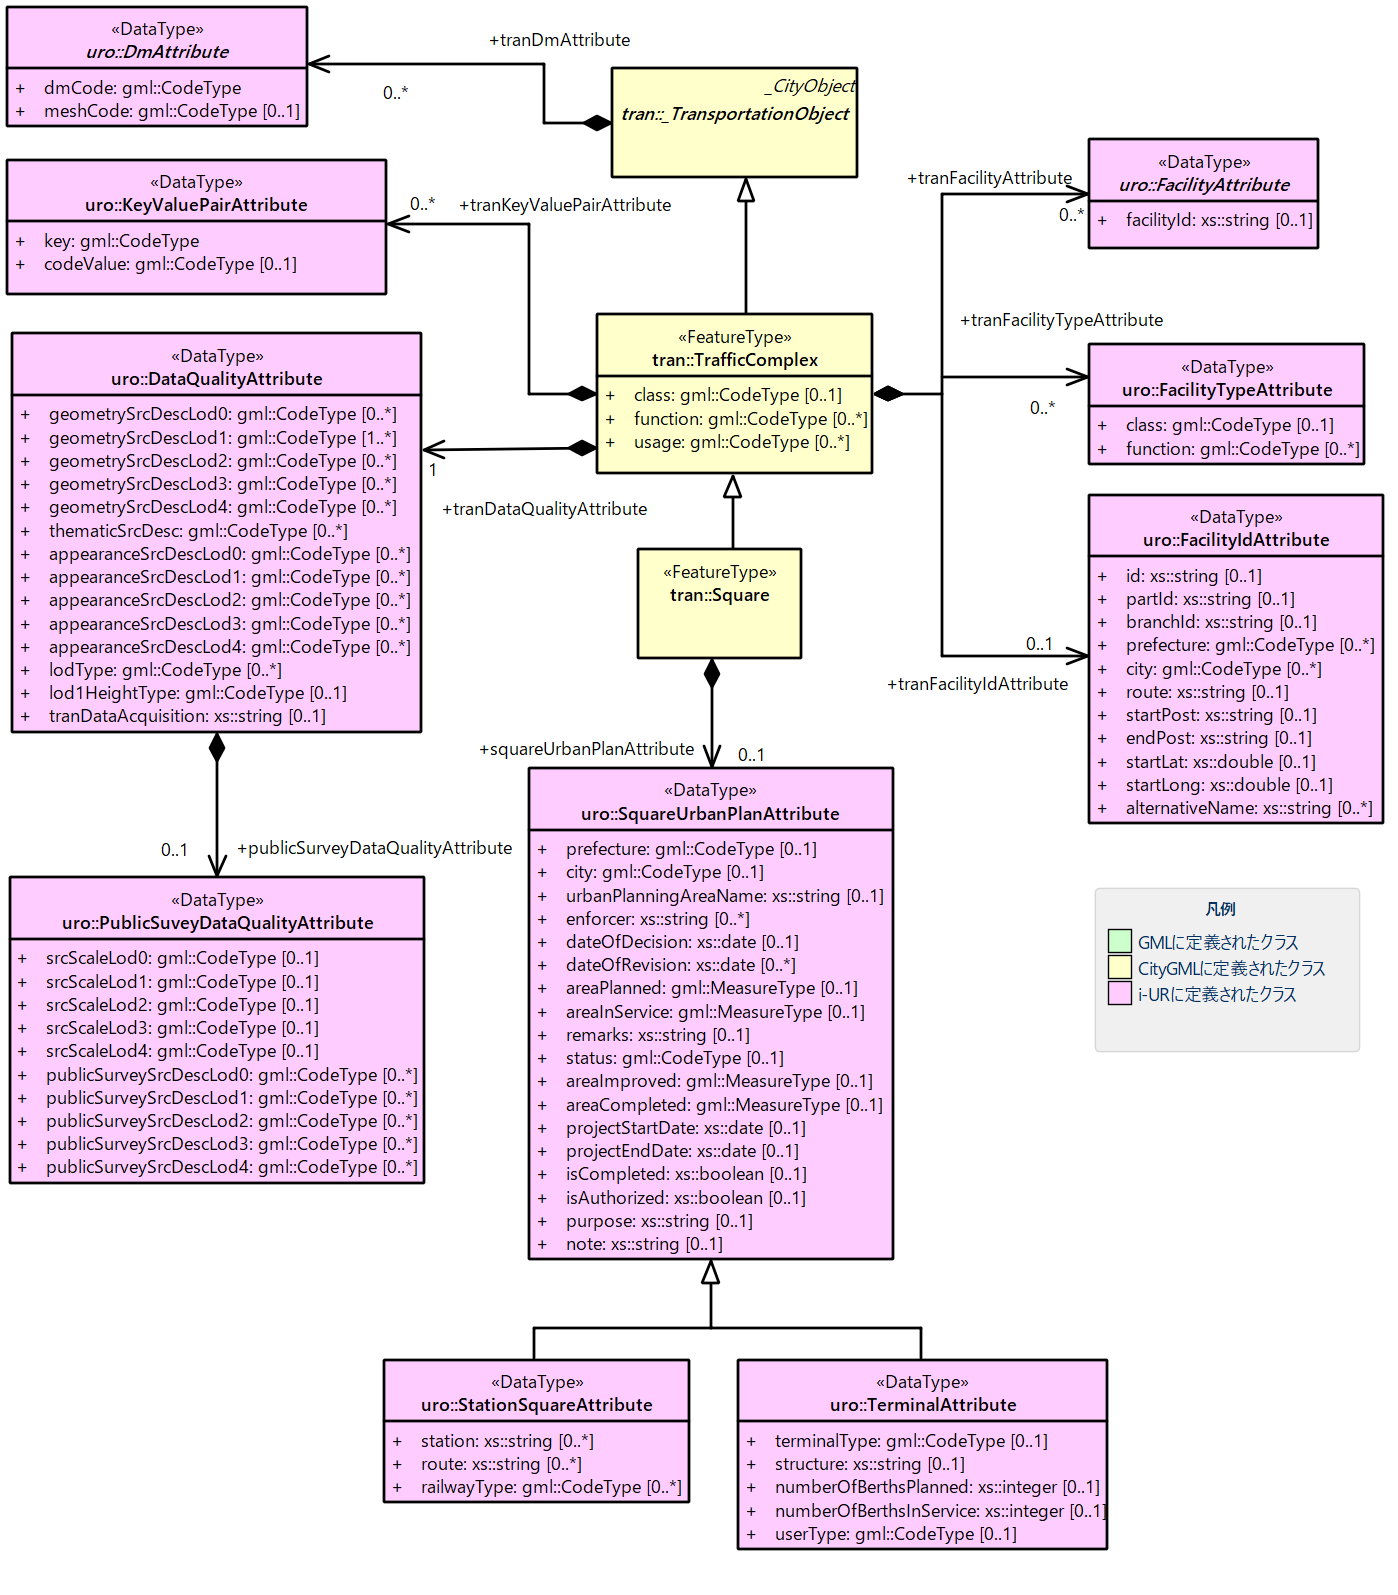 «DataType»
uro::DmAttribute
+ dmCode: gml::CodeType
+ meshCode: gml::CodeType [0..1]
+tranDmAttribute
0..*
_CityObject
tran::_TransportationObject
«DataType»
uro::KeyValuePairAttribute
+ key: gml::CodeType
+ codeValue: gml::CodeType [0..1]
0..*
+tranKeyValuePairAttribute
+tranFacilityAttribute
0..*
«DataType»
uro::FacilityAttribute
+ facilityId: xs::string [0..1]
«FeatureType»
tran::TrafficComplex
+ class: gml::CodeType [0..1]
+ function: gml::CodeType [0..*]
+ usage: gml::CodeType [0..*]
+tranFacilityTypeAttribute
0..*
«DataType»
uro::FacilityTypeAttribute
+ class: gml::CodeType [0..1]
+ function: gml::CodeType [0..*]
«DataType»
uro::DataQualityAttribute
+ geometrySrcDescLod0: gml::CodeType [0..*]
+ geometrySrcDescLod1: gml::CodeType [1..*]
+ geometrySrcDescLod2: gml::CodeType [0..*]
+ geometrySrcDescLod3: gml::CodeType [0..*]
+ geometrySrcDescLod4: gml::CodeType [0..*]
+ thematicSrcDesc: gml::CodeType [0..*]
+ appearanceSrcDescLod0: gml::CodeType [0..*]
+ appearanceSrcDescLod1: gml::CodeType [0..*]
+ appearanceSrcDescLod2: gml::CodeType [0..*]
+ appearanceSrcDescLod3: gml::CodeType [0..*]
+ appearanceSrcDescLod4: gml::CodeType [0..*]
+ lodType: gml::CodeType [0..*]
+ lod1HeightType: gml::CodeType [0..1]
+ tranDataAcquisition: xs::string [0..1]
1
+tranDataQualityAttribute
«FeatureType»
tran::Square
«DataType»
uro::FacilityIdAttribute
+ id: xs::string [0..1]
+ partId: xs::string [0..1]
+ branchId: xs::string [0..1]
+ prefecture: gml::CodeType [0..*]
+ city: gml::CodeType [0..*]
+ route: xs::string [0..1]
+ startPost: xs::string [0..1]
+ endPost: xs::string [0..1]
+ startLat: xs::double [0..1]
+ startLong: xs::double [0..1]
+ alternativeName: xs::string [0..*]
0..1
+tranFacilityIdAttribute
+squareUrbanPlanAttribute
0..1
«DataType»
uro::SquareUrbanPlanAttribute
+ prefecture: gml::CodeType [0..1]
+ city: gml::CodeType [0..1]
+ urbanPlanningAreaName: xs::string [0..1]
+ enforcer: xs::string [0..*]
+ dateOfDecision: xs::date [0..1]
+ dateOfRevision: xs::date [0..*]
+ areaPlanned: gml::MeasureType [0..1]
+ areaInService: gml::MeasureType [0..1]
+ remarks: xs::string [0..1]
+ status: gml::CodeType [0..1]
+ areaImproved: gml::MeasureType [0..1]
+ areaCompleted: gml::MeasureType [0..1]
+ projectStartDate: xs::date [0..1]
+ projectEndDate: xs::date [0..1]
+ isCompleted: xs::boolean [0..1]
+ isAuthorized: xs::boolean [0..1]
+ purpose: xs::string [0..1]
+ note: xs::string [0..1]
0..1
+publicSurveyDataQualityAttribute
«DataType»
uro::PublicSuveyDataQualityAttribute
+ srcScaleLod0: gml::CodeType [0..1]
+ srcScaleLod1: gml::CodeType [0..1]
+ srcScaleLod2: gml::CodeType [0..1]
+ srcScaleLod3: gml::CodeType [0..1]
+ srcScaleLod4: gml::CodeType [0..1]
+ publicSurveySrcDescLod0: gml::CodeType [0..*]
+ publicSurveySrcDescLod1: gml::CodeType [0..*]
+ publicSurveySrcDescLod2: gml::CodeType [0..*]
+ publicSurveySrcDescLod3: gml::CodeType [0..*]
+ publicSurveySrcDescLod4: gml::CodeType [0..*]
凡例
GMLに定義されたクラス
CityGMLに定義されたクラス
i-URに定義されたクラス
«DataType»
uro::StationSquareAttribute
+ station: xs::string [0..*]
+ route: xs::string [0..*]
+ railwayType: gml::CodeType [0..*]
«DataType»
uro::TerminalAttribute
+ terminalType: gml::CodeType [0..1]
+ structure: xs::string [0..1]
+ numberOfBerthsPlanned: xs::integer [0..1]
+ numberOfBerthsInService: xs::integer [0..1]
+ userType: gml::CodeType [0..1]